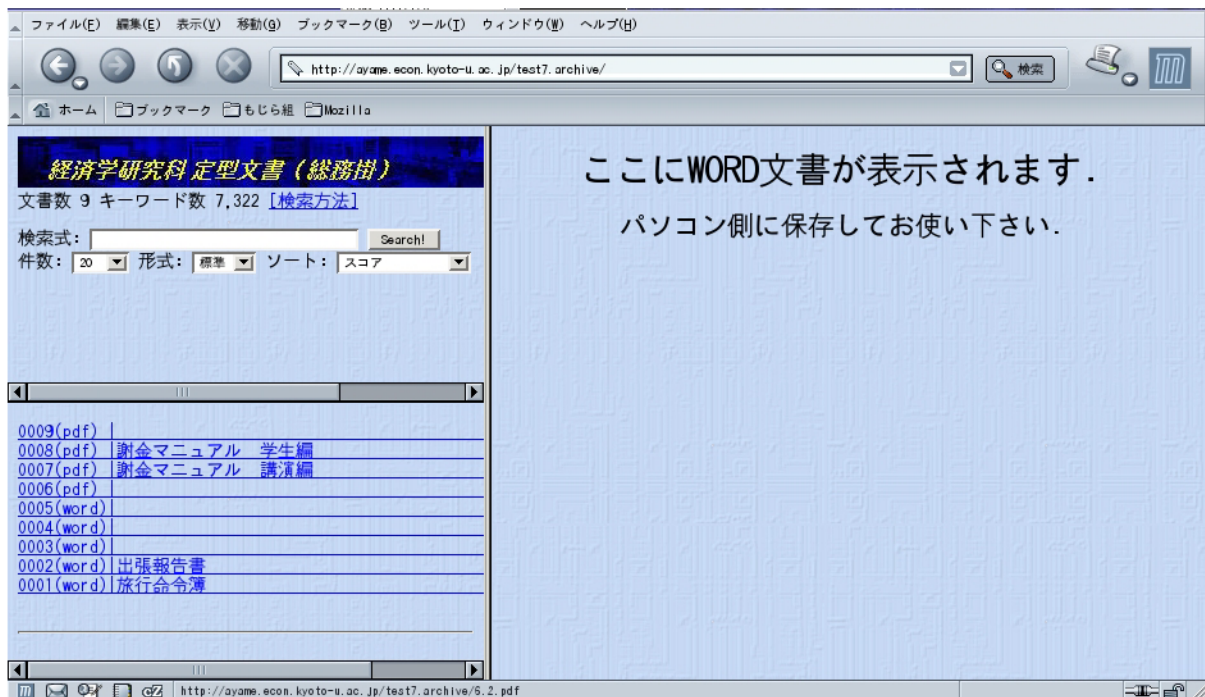 ファイル(F) 編集(E) 表示(V) 移動(G) ブックマーク(B) ツール(T) ウィンドウ(W) ヘルプ(H)
http://ayame.econ.kyoto-u.ac.jp/test7.archive/
検索
ホーム ブックマーク もじら組 Mozilla
経済学研究科 定型文書（総務掛）
文書数 9 キーワード数 7,322 [検索方法]
検索式: Search!
件数: 20 形式: 標準 ソート: スコア
0009(pdf) |
0008(pdf) |謝金マニュアル 学生編
0007(pdf) |謝金マニュアル 講演編
0006(pdf) |
0005(word)|
0004(word)|
0003(word)|
0002(word)|出張報告書
0001(word)|旅行命令簿
ここにWORD文書が表示されます.
パソコン側に保存してお使い下さい.
http://ayame.econ.kyoto-u.ac.jp/test7.archive/6.2.pdf